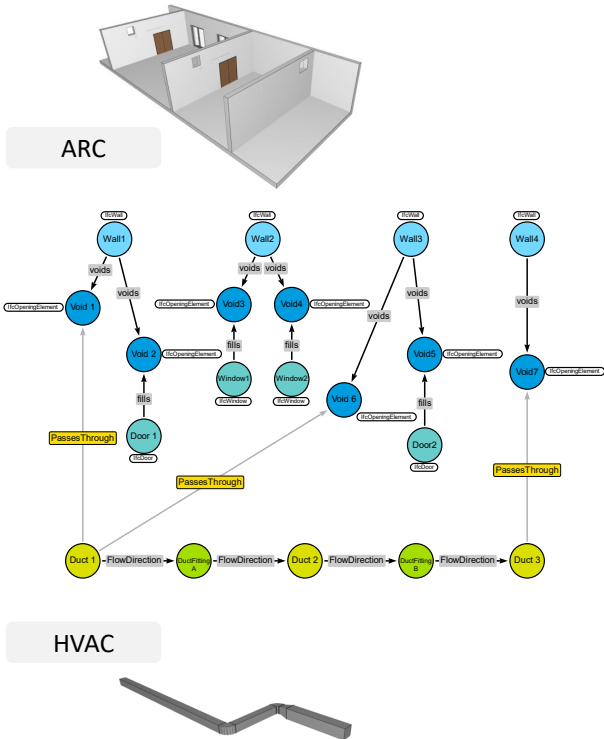 ARC
IfcWall
IfcWall
IfcWall
IfcWall
Wall1
Wall2
Wall3
Wall4
voids
voids
voids
voids
voids
voids
voids
IfcOpeningElement
Void 1
IfcOpeningElement
Void3
Void4
IfcOpeningElement
Void 2
IfcOpeningElement
Void 6
IfcOpeningElement
Void5
IfcOpeningElement
Void7
IfcOpeningElement
fills
fills
fills
fills
Window1
IfcWindow
Window2
IfcWindow
Door 1
IfcDoor
Door2
IfcDoor
PassesThrough
PassesThrough
PassesThrough
Duct 1
FlowDirection
DuctFitting
A
FlowDirection
Duct 2
FlowDirection
DuctFitting
B
FlowDirection
Duct 3
HVAC